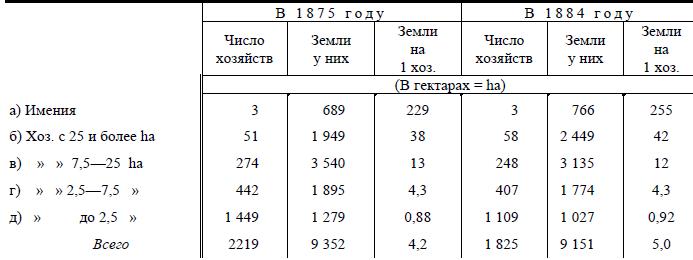 В 1875 году В 1884 году
Число хозяйств Земли у них Земли на 1 хоз. Число хозяйств Земли у них Земли на 1 хоз.
(В гектарах = ha)
а) Имения 3 689 229 3 766 255
б) Хоз. с 25 и более ha 51 1 949 38 58 2 449 42
в) » » 7,5—25 ha 274 3 540 13 248 3 135 12
г) » » 2,5—7,5 » 442 1 895 4,3 407 1 774 4,3
д) » до 2,5 » 1 449 1 279 0,88 1 109 1 027 0,92
Всего 2219 9 352 4,2 1 825 9 151 5,0